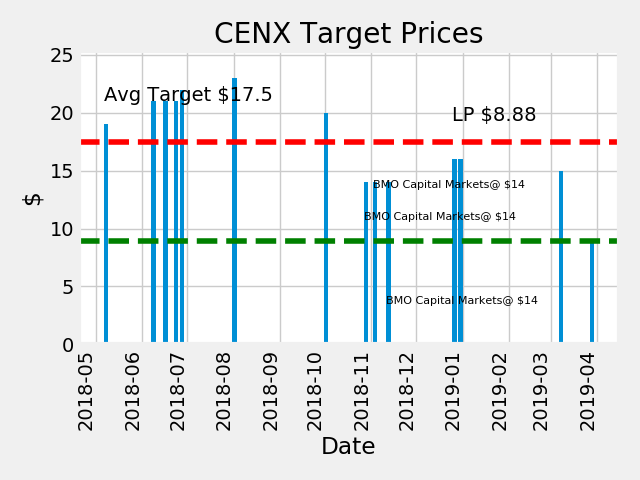 CENX Target Prices
25
Avg Target $17.5
LP $8.88
20
15
BMO Capital Markets@ $14
BMO Capital Markets@ $14
10
5
BMO Capital Markets@ $14
0
$
2018-05
2018-06
2018-07
2018-08
2018-09
2018-10
2018-11
2018-12
2019-01
2019-02
2019-03
2019-04
Date